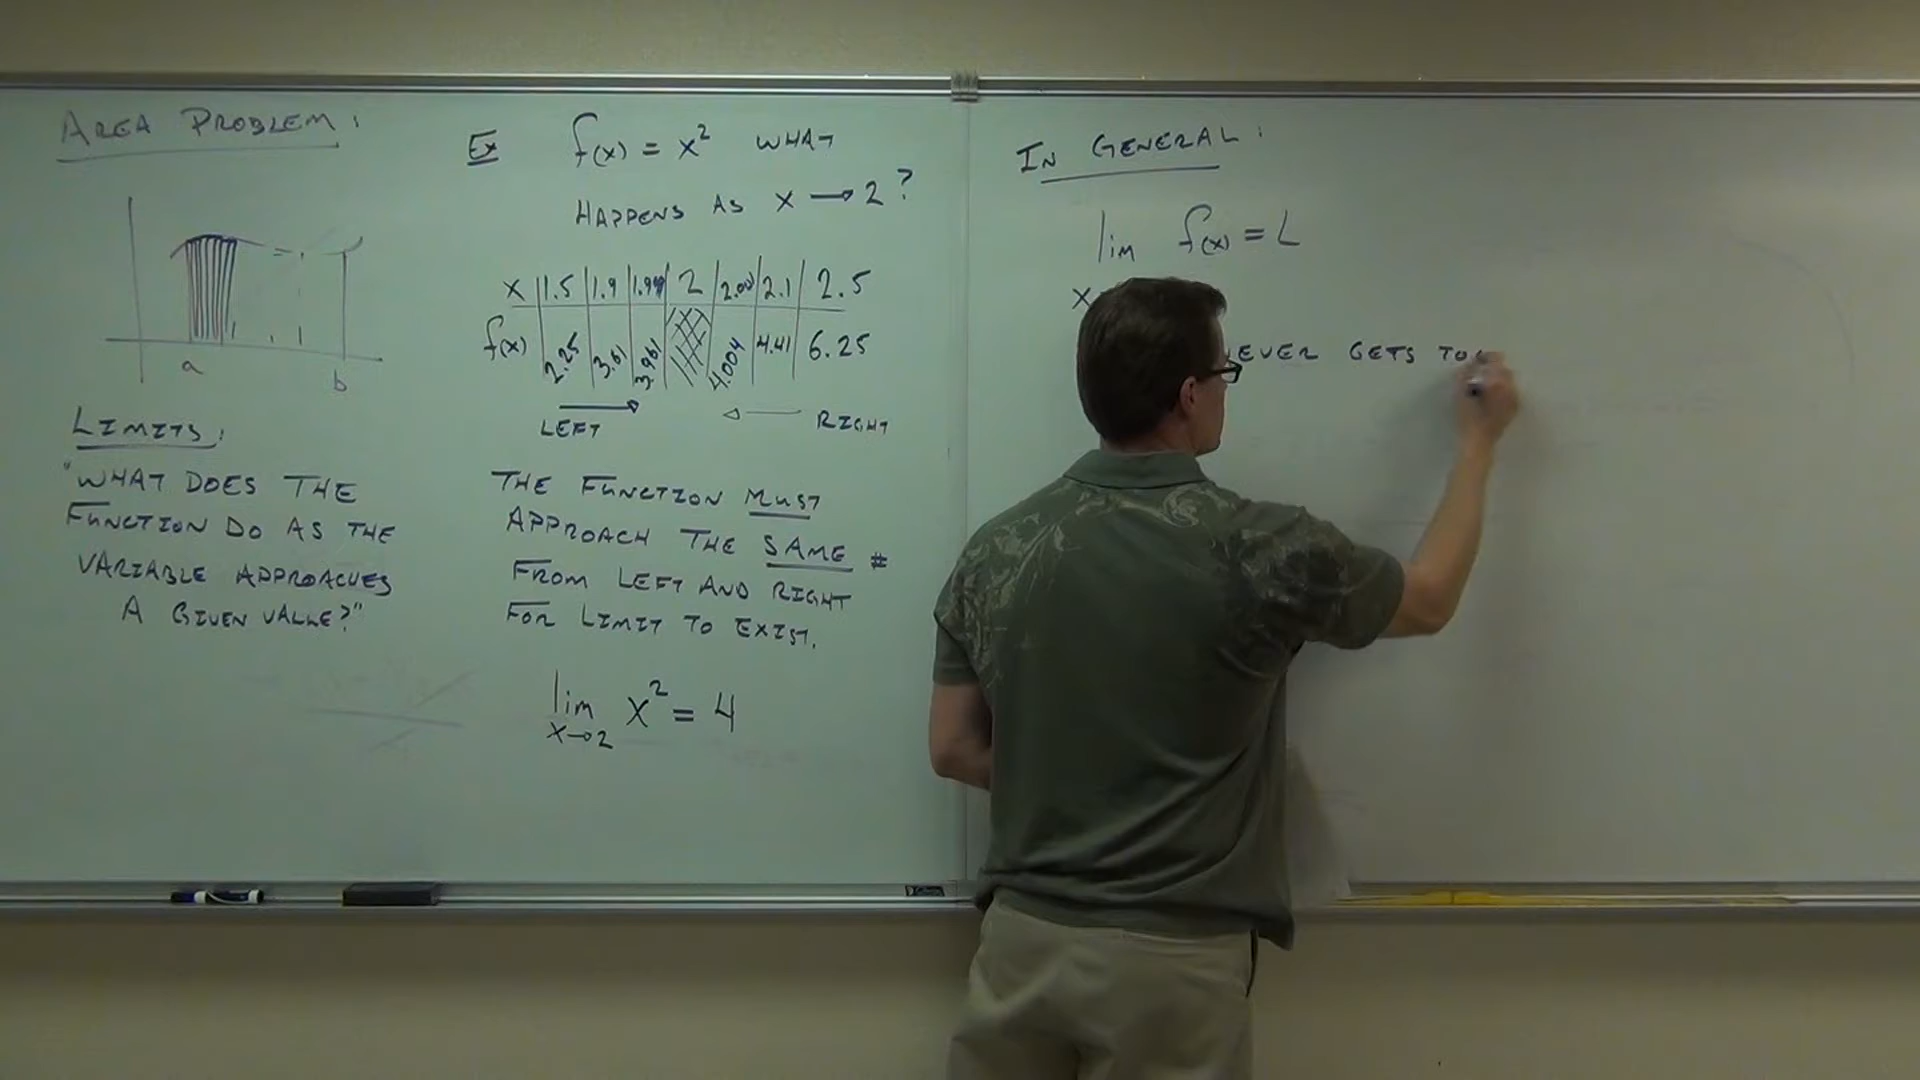 AREA PROBLEM:
a
b
LIMITS:
"WHAT DOES THE
FUNCTION DO AS THE
VARIABLE APPROACHES
A GIVEN VALUE?"
Ex f(x) = x² WHAT
HAPPENS AS X → 2?
X 1.5 1.9 1.99 2 2.001 2.1 2.5
f(x) 2.25 3.61 3.961 4.004 4.41 6.25
LEFT RIGHT
THE FUNCTION MUST
APPROACH THE SAME #
FROM LEFT AND RIGHT
FOR LIMIT TO EXIST.
lim x² = 4
X→2
IN GENERAL:
lim f(x) = L
X
EVER GETS TO